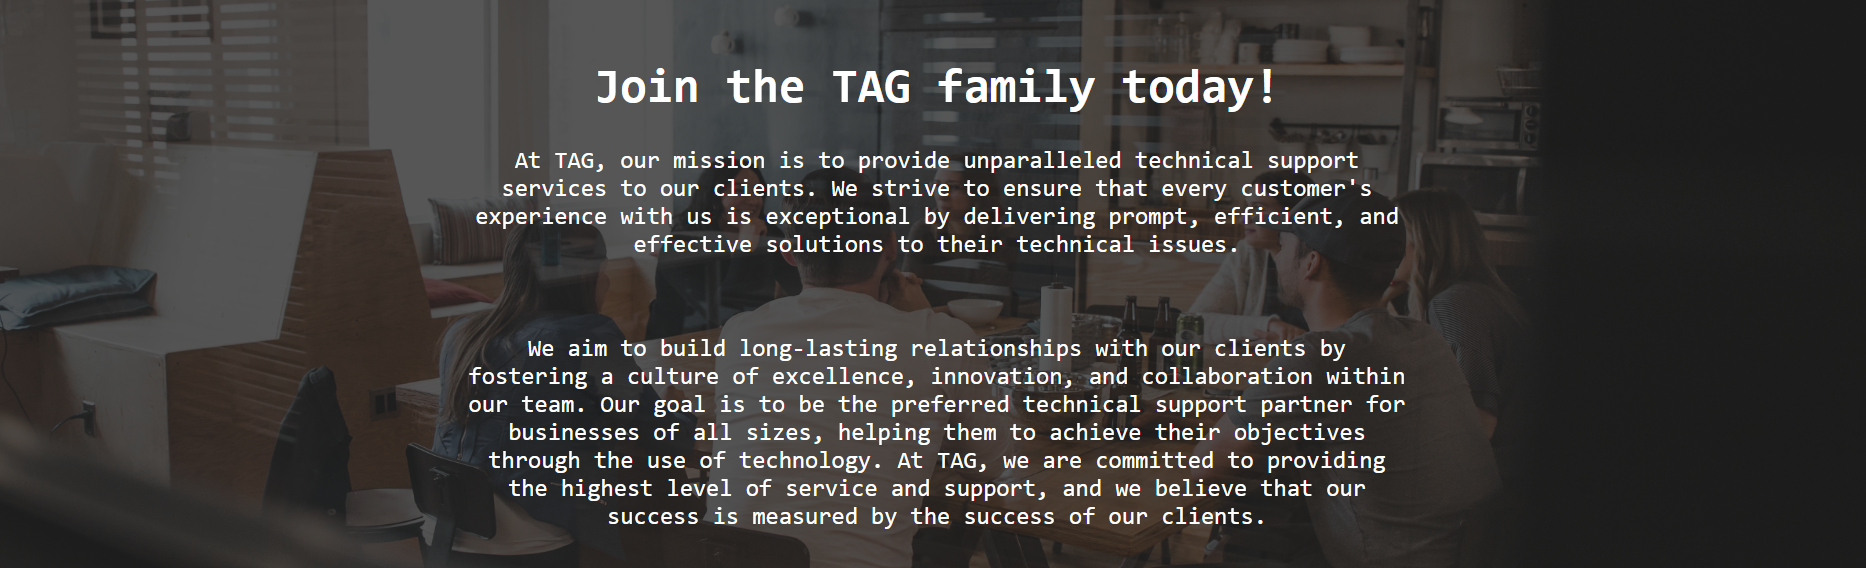 Join the TAG family today!
At TAG, our mission is to provide unparalleled technical support
services to our clients. We strive to ensure that every customer's
experience with us is exceptional by delivering prompt, efficient, and
effective solutions to their technical issues.
We aim to build long-lasting relationships with our clients by
fostering a culture of excellence, innovation, and collaboration within
our team. Our goal is to be the preferred technical support partner for
businesses of all sizes, helping them to achieve their objectives
through the use of technology. At TAG, we are committed to providing
the highest level of service and support, and we believe that our
success is measured by the success of our clients.